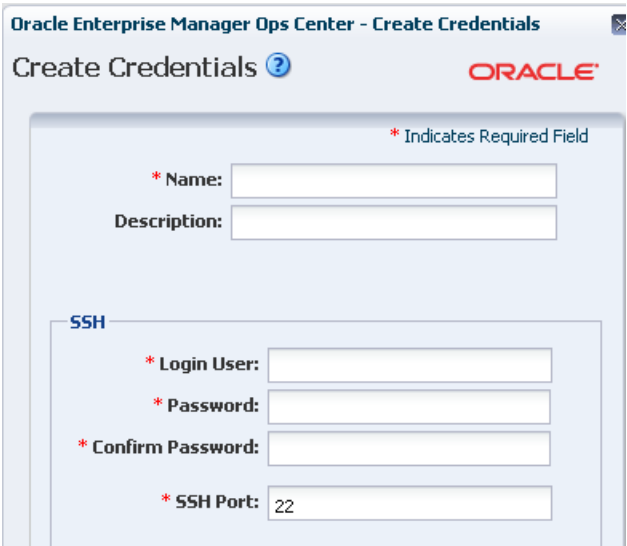 Oracle Enterprise Manager Ops Center - Create Credentials
Create Credentials ?
ORACLE
* Indicates Required Field
* Name:
Description:
SSH
* Login User:
* Password:
* Confirm Password:
* SSH Port: 22